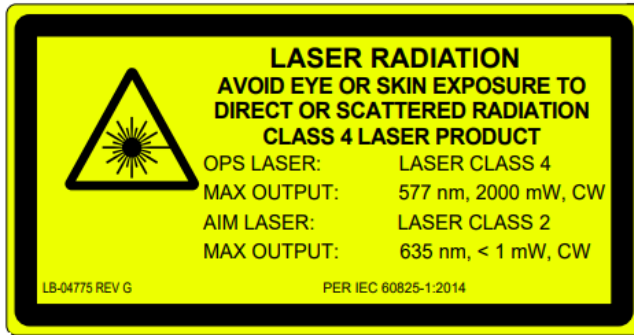 LASER RADIATION
AVOID EYE OR SKIN EXPOSURE TO
DIRECT OR SCATTERED RADIATION
CLASS 4 LASER PRODUCT
OPS LASER: LASER CLASS 4
MAX OUTPUT: 577 nm, 2000 mW, CW
AIM LASER: LASER CLASS 2
MAX OUTPUT: 635 nm, < 1 mW, CW
LB-04775 REV G PER IEC 60825-1:2014